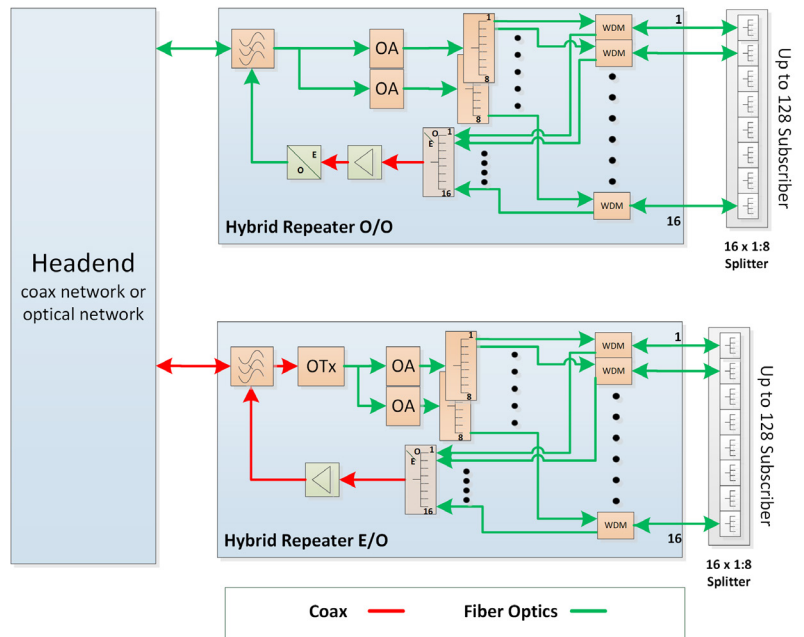 Headend
coax network or
optical network
OA
OA
1
8
8
WDM
WDM
WDM
1
16
E
O
O
E
1
16
Hybrid Repeater O/O
Up to 128 Subscriber
16 x 1:8
Splitter
OTx
OA
OA
1
8
8
WDM
WDM
WDM
1
16
O
E
1
16
Hybrid Repeater E/O
Up to 128 Subscriber
16 x 1:8
Splitter
Coax
Fiber Optics